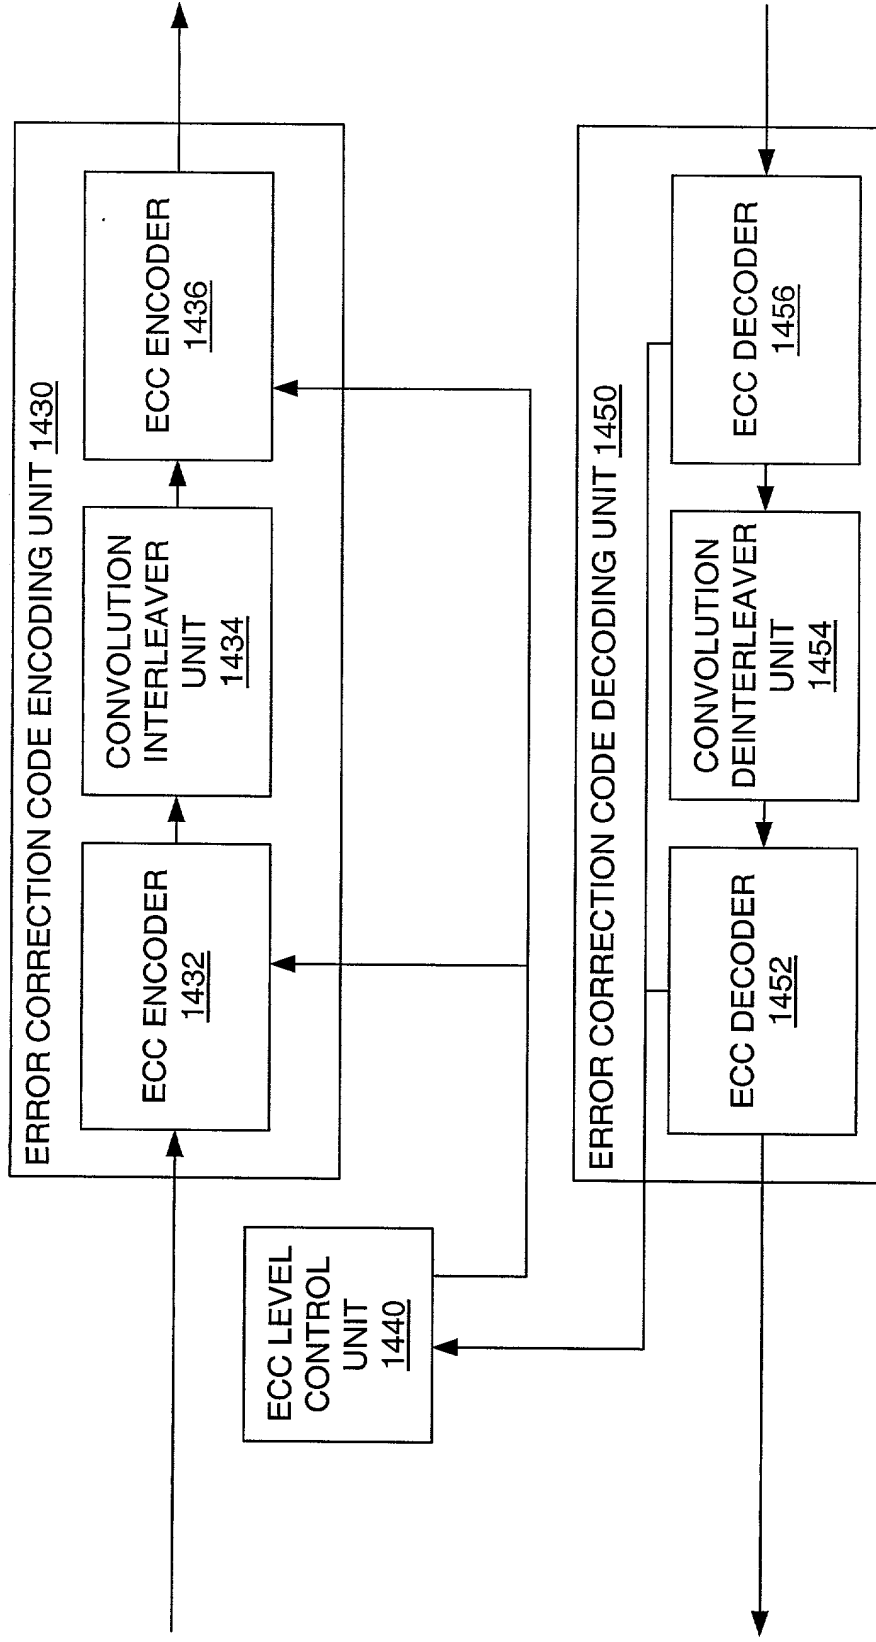 ERROR CORRECTION CODE ENCODING UNIT 1430
ECC ENCODER
1432
CONVOLUTION
INTERLEAVER
UNIT
1434
ECC ENCODER
1436
ECC LEVEL
CONTROL
UNIT
1440
ERROR CORRECTION CODE DECODING UNIT 1450
ECC DECODER
1452
CONVOLUTION
DEINTERLEAVER
UNIT
1454
ECC DECODER
1456